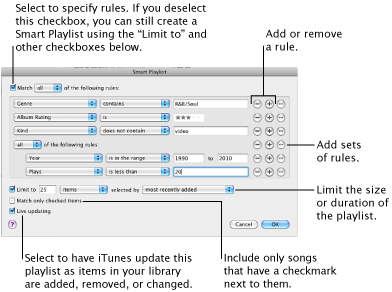 Select to specify rules. If you deselect
this checkbox, you can still create a
Smart Playlist using the “Limit to” and
other checkboxes below.
Add or remove
a rule.
Smart Playlist
Match all of the following rules:
Genre contains R&B/Soul
Album Rating is ★★★
Kind does not contain video
all of the following rules:
Add sets
of rules.
Year is in the range 1990 to 2010
Plays is less than 20
Limit to 25 items selected by most recently added
Match only checked items
Live updating
Limit the size
or duration of
the playlist.
? Cancel OK
Select to have iTunes update this
playlist as items in your library
are added, removed, or changed.
Include only songs
that have a checkmark
next to them.